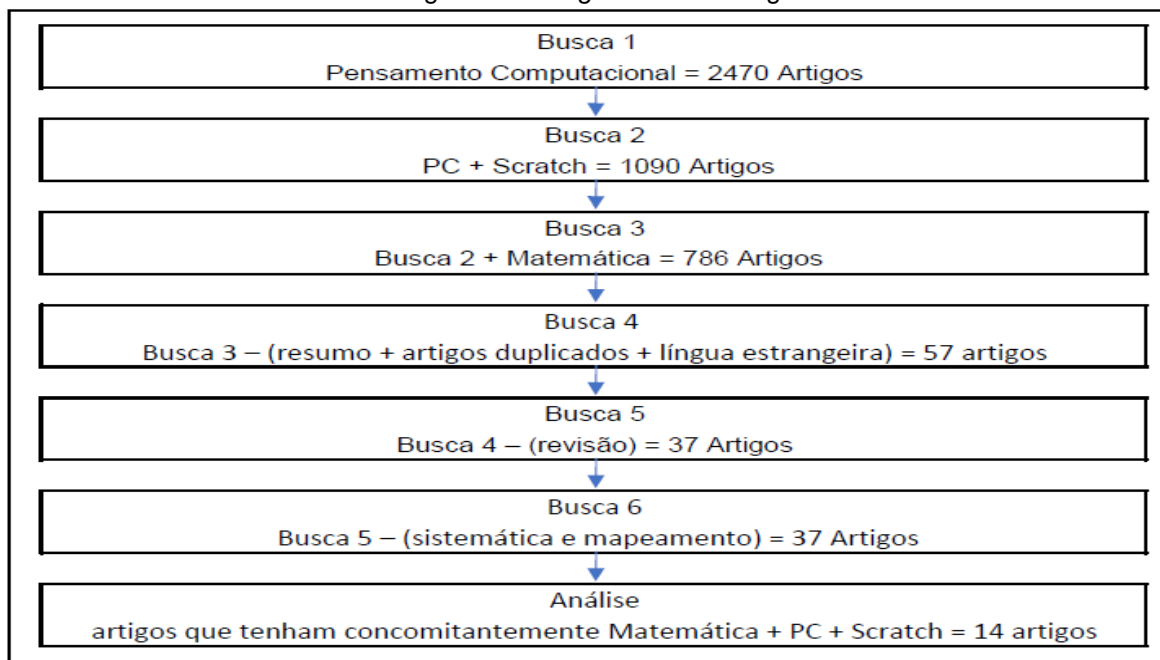 Busca 1
Pensamento Computacional = 2470 Artigos
Busca 2
PC + Scratch = 1090 Artigos
Busca 3
Busca 2 + Matemática = 786 Artigos
Busca 4
Busca 3 – (resumo + artigos duplicados + língua estrangeira) = 57 artigos
Busca 5
Busca 4 – (revisão) = 37 Artigos
Busca 6
Busca 5 – (sistemática e mapeamento) = 37 Artigos
Análise
artigos que tenham concomitantemente Matemática + PC + Scratch = 14 artigos